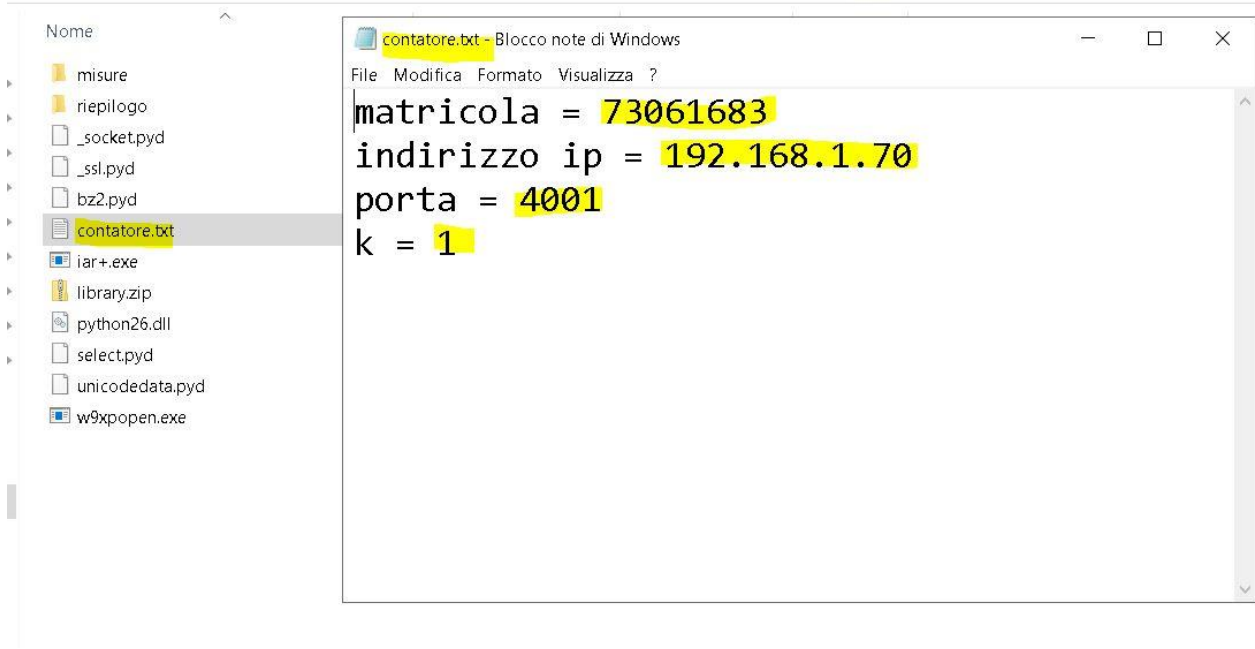 Nome
misure
riepilogo
_socket.pyd
_ssl.pyd
bz2.pyd
contatore.txt
iar+.exe
library.zip
python26.dll
select.pyd
unicodedata.pyd
w9xpopen.exe
contatore.txt - Blocco note di Windows
File Modifica Formato Visualizza ?
matricola = 73061683
indirizzo ip = 192.168.1.70
porta = 4001
k = 1